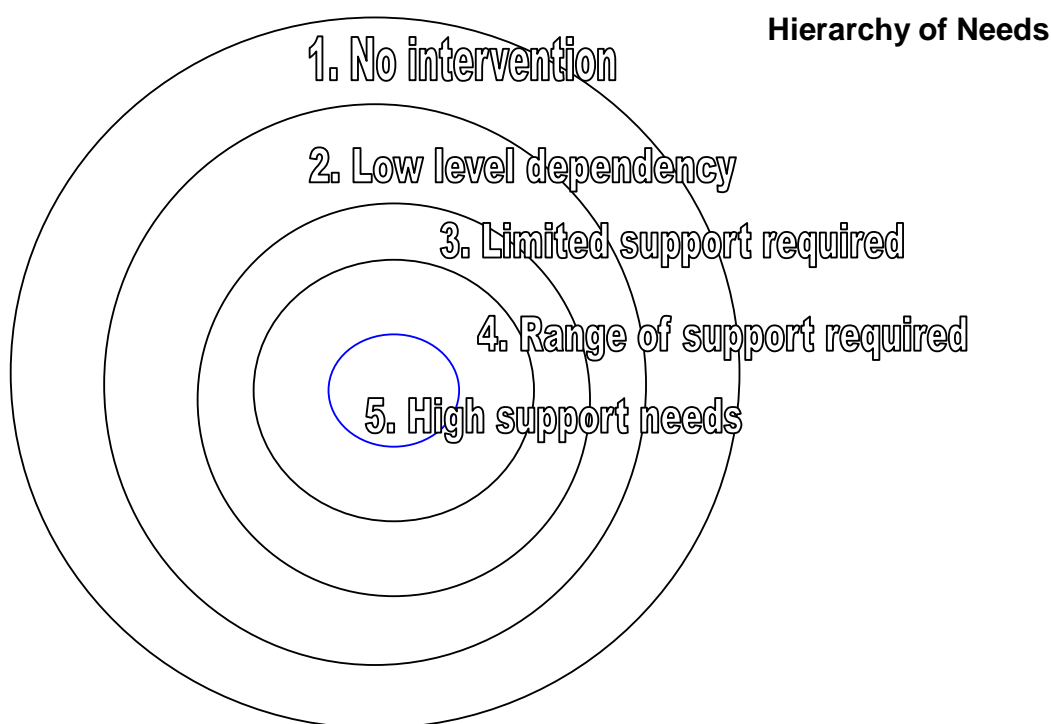 Hierarchy of Needs
1. No intervention
2. Low level dependency
3. Limited support required
4. Range of support required
5. High support needs